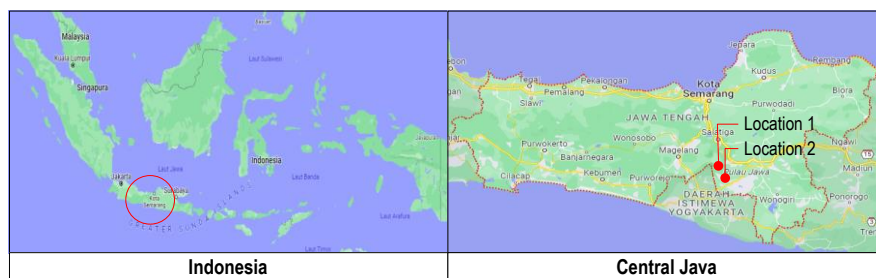 Malaysia
Kuala Lumpur
Singapura
Laut Sulawesi
Indonesia
Laut Jawa
Jakarta
Surabaya
Kota
Semarang
Laut Banda
Laut Arafura
Laut Timor
GREATER SUNDA ISLANDS
Jepara
Kudus
Rembang
Kota
Semarang
Tegal
Pekalongan
Pemalang
Slawi
Purwodadi
Blora
JAWA TENGAH
Salatiga
Location 1
Location 2
Ngawi
Purwokerto
Wonosobo
Banjarnegara
Magelang
Pulau Jawa
Madiun
15
Cilacap
Kebumen
Purworejo
DAERAH
ISTIMEWA
YOGYAKARTA
Wonogiri
Ponorogo
Indonesia
Central Java